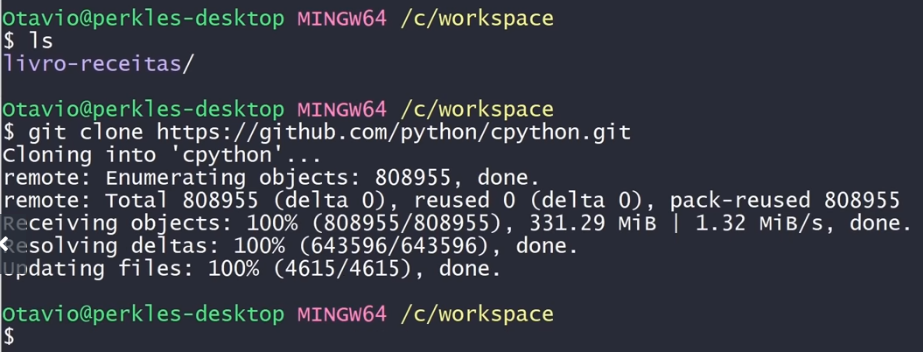 Otavio@perkles-desktop MINGW64 /c/workspace
$ ls
livro-receitas/
Otavio@perkles-desktop MINGW64 /c/workspace
$ git clone https://github.com/python/cpython.git
Cloning into 'cpython'...
remote: Enumerating objects: 808955, done.
remote: Total 808955 (delta 0), reused 0 (delta 0), pack-reused 808955
Receiving objects: 100% (808955/808955), 331.29 MiB | 1.32 MiB/s, done.
Resolving deltas: 100% (643596/643596), done.
Updating files: 100% (4615/4615), done.
Otavio@perkles-desktop MINGW64 /c/workspace
$